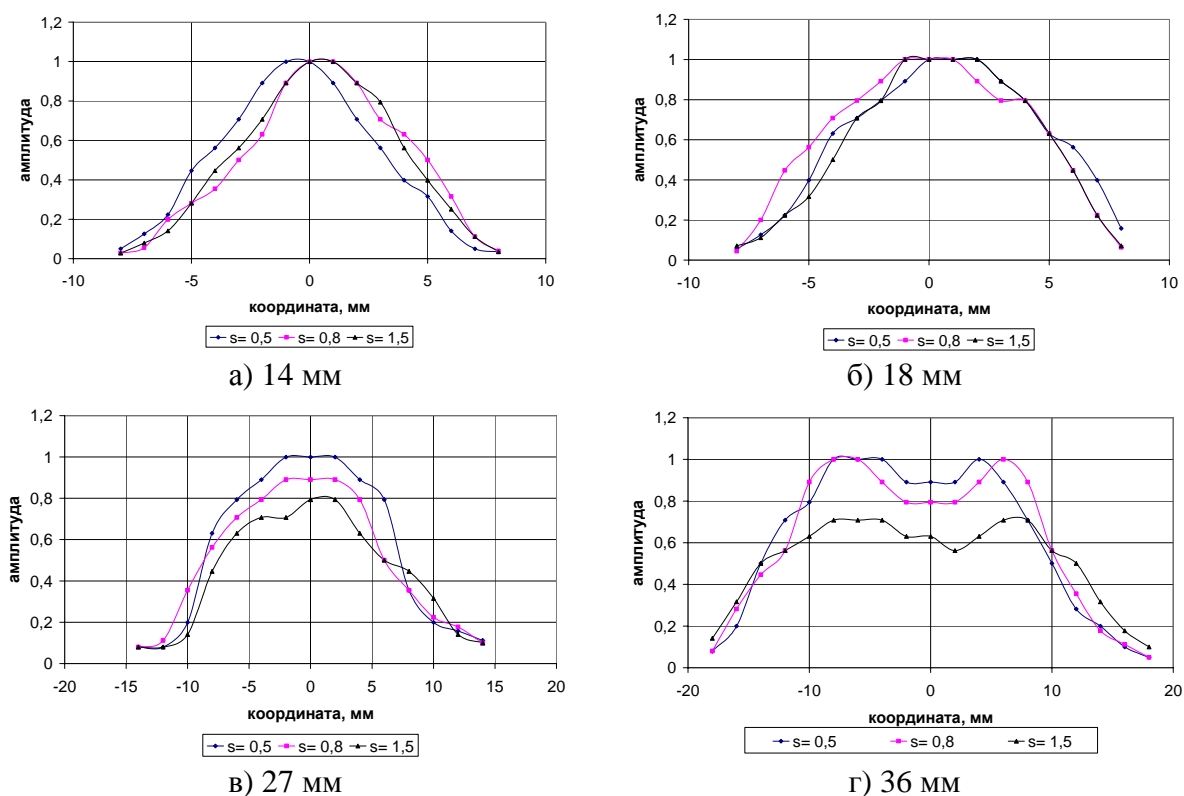 1,2
1
0,8
0,6
0,4
0,2
0
амплитуда
-10 -5 0 5 10
координата, мм
s= 0,5 s= 0,8 s= 1,5
а) 14 мм
1,2
1
0,8
0,6
0,4
0,2
0
амплитуда
-10 -5 0 5 10
координата, мм
s= 0,5 s= 0,8 s= 1,5
б) 18 мм
1,2
1
0,8
0,6
0,4
0,2
0
амплитуда
-20 -15 -10 -5 0 5 10 15 20
координата, мм
s= 0,5 s= 0,8 s= 1,5
в) 27 мм
1,2
1
0,8
0,6
0,4
0,2
0
амплитуда
-20 -10 0 10 20
координата, мм
s= 0,5 s= 0,8 s= 1,5
г) 36 мм